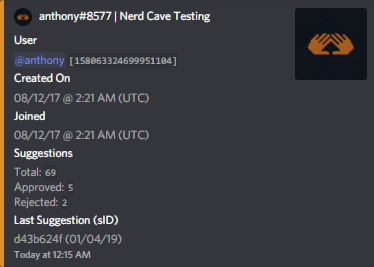 anthony#8577 | Nerd Cave Testing
User
@anthony [158063324699951104]
Created On
08/12/17 @ 2:21 AM (UTC)
Joined
08/12/17 @ 2:21 AM (UTC)
Suggestions
Total: 69
Approved: 5
Rejected: 2
Last Suggestion (sID)
d43b624f (01/04/19)
Today at 12:15 AM